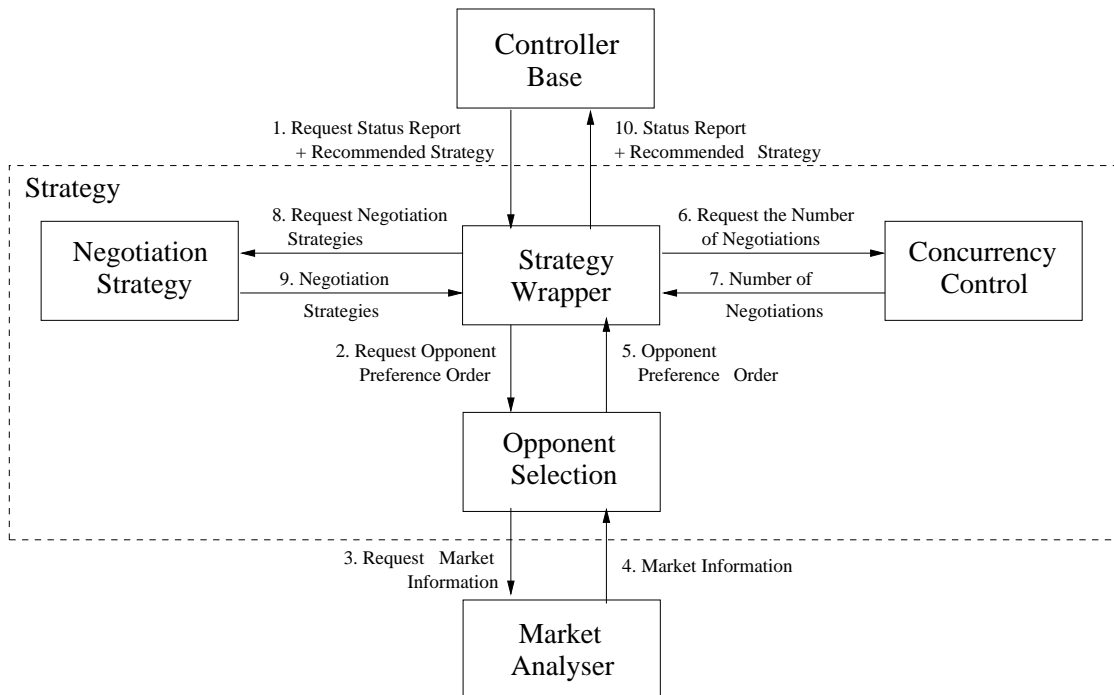 Controller
Base
1. Request Status Report
+ Recommended Strategy
10. Status Report
+ Recommended Strategy
Strategy
8. Request Negotiation
Strategies
6. Request the Number
of Negotiations
Negotiation
Strategy
Strategy
Wrapper
Concurrency
Control
9. Negotiation
Strategies
7. Number of
Negotiations
2. Request Opponent
Preference Order
5. Opponent
Preference Order
Opponent
Selection
3. Request Market
Information
4. Market Information
Market
Analyser